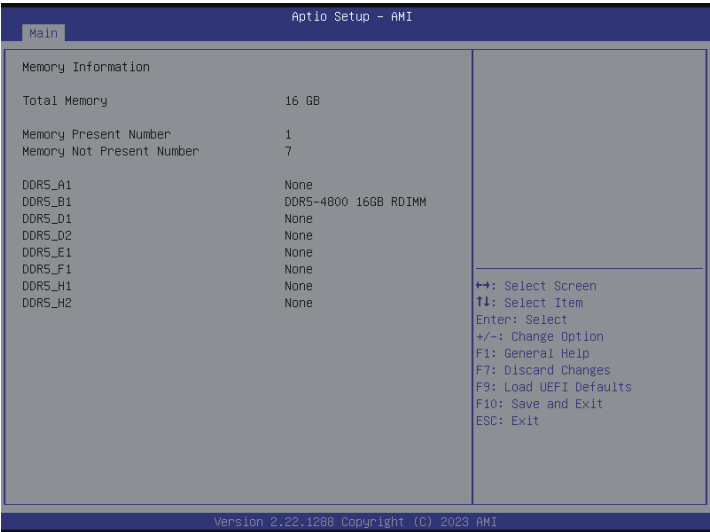 Aptio Setup - AMI
Main
Memory Information
Total Memory 16 GB
Memory Present Number 1
Memory Not Present Number 7
DDR5_A1 None
DDR5_B1 DDR5-4800 16GB RDIMM
DDR5_D1 None
DDR5_D2 None
DDR5_E1 None
DDR5_F1 None
DDR5_H1 None
DDR5_H2 None
↔: Select Screen
↑↓: Select Item
Enter: Select
+/-: Change Option
F1: General Help
F7: Discard Changes
F9: Load UEFI Defaults
F10: Save and Exit
ESC: Exit
Version 2.22.1288 Copyright (C) 2023 AMI